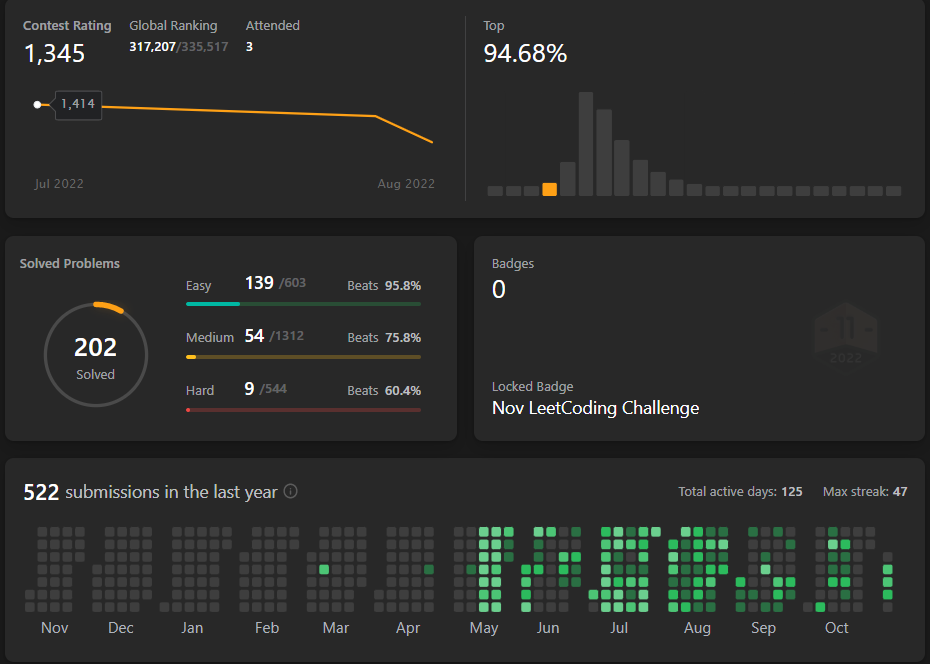 Contest Rating Global Ranking Attended
1,345 317,207/335,517 3
1,414
Jul 2022 Aug 2022
Top
94.68%
Solved Problems
202
Solved
Easy 139 /603 Beats 95.8%
Medium 54 /1312 Beats 75.8%
Hard 9 /544 Beats 60.4%
Badges
0
11
2022
Locked Badge
Nov LeetCoding Challenge
522 submissions in the last year Total active days: 125 Max streak: 47
Nov Dec Jan Feb Mar Apr May Jun Jul Aug Sep Oct